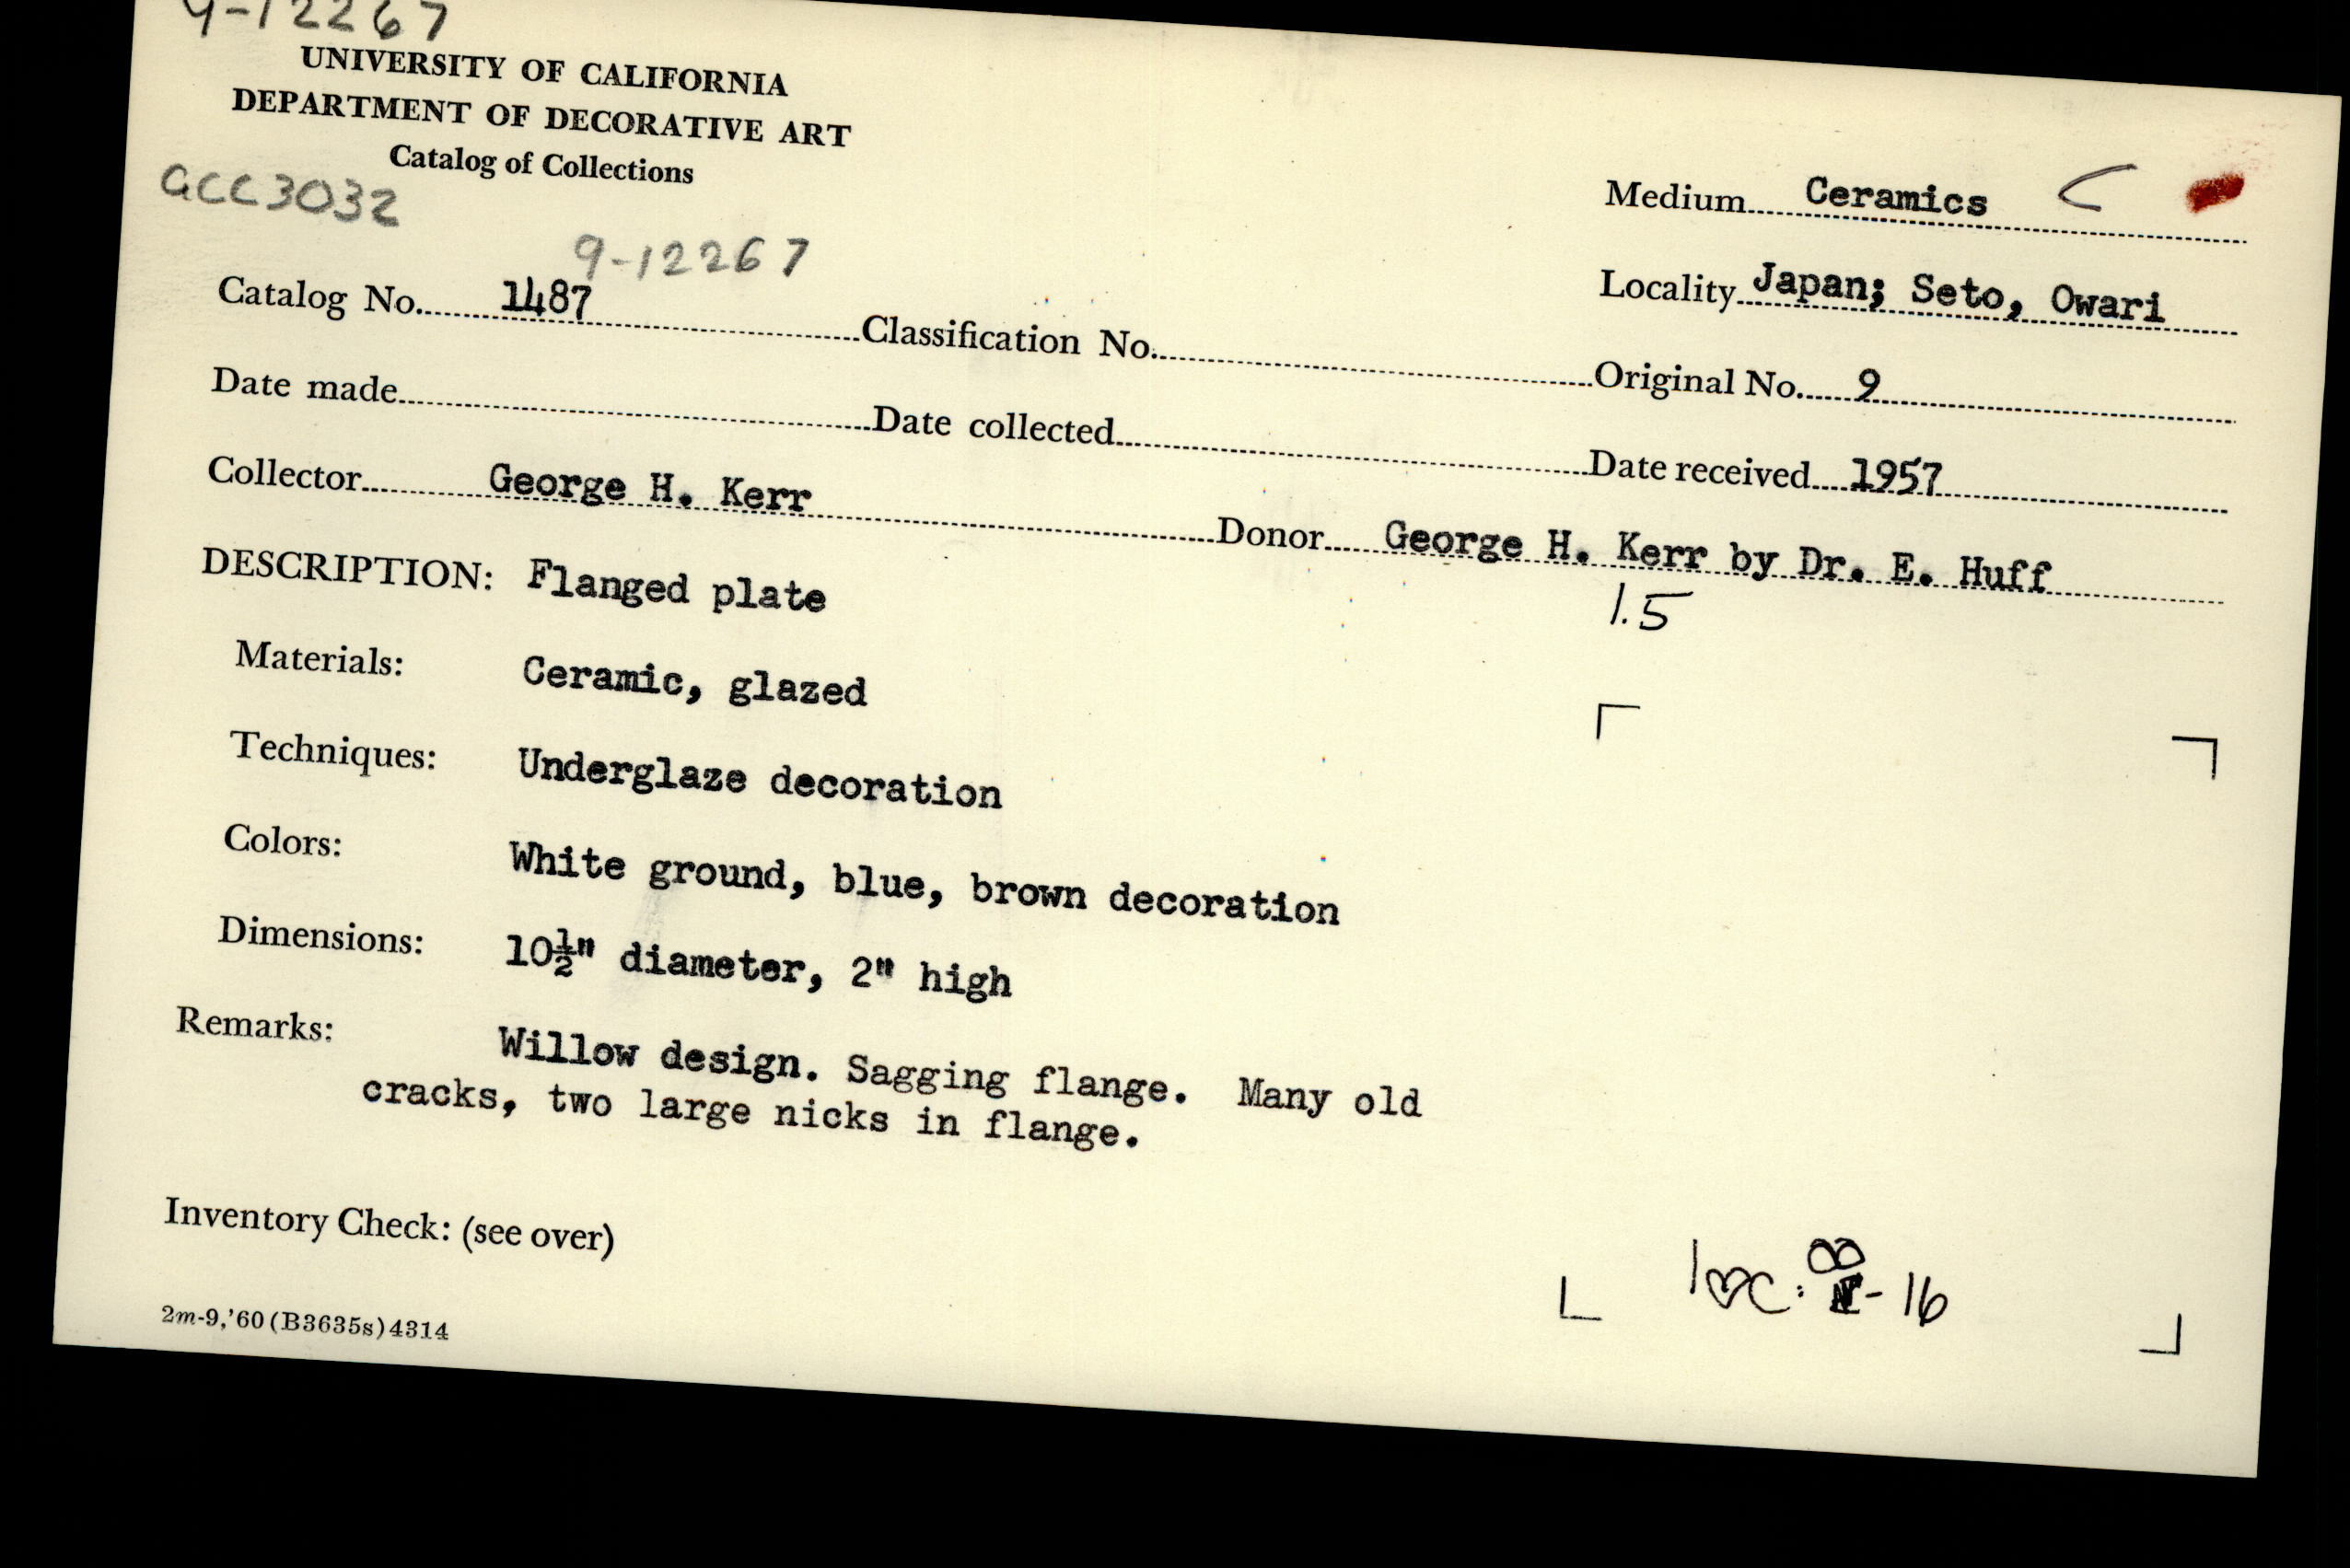 9-12267
UNIVERSITY OF CALIFORNIA
DEPARTMENT OF DECORATIVE ART
Catalog of Collections
acc3032
Medium Ceramics C
9-12267
Locality Japan; Seto, Owari
Catalog No. 1487 Classification No. Original No. 9
Date made Date collected Date received 1957
Collector George H. Kerr Donor George H. Kerr by Dr. E. Huff
1.5
DESCRIPTION: Flanged plate
Materials: Ceramic, glazed
Techniques: Underglaze decoration
Colors: White ground, blue, brown decoration
Dimensions: 10½" diameter, 2" high
Remarks: Willow design. Sagging flange. Many old
cracks, two large nicks in flange.
Inventory Check: (see over)
loc: 8 - 16
2m-9,'60(B3635s)4314